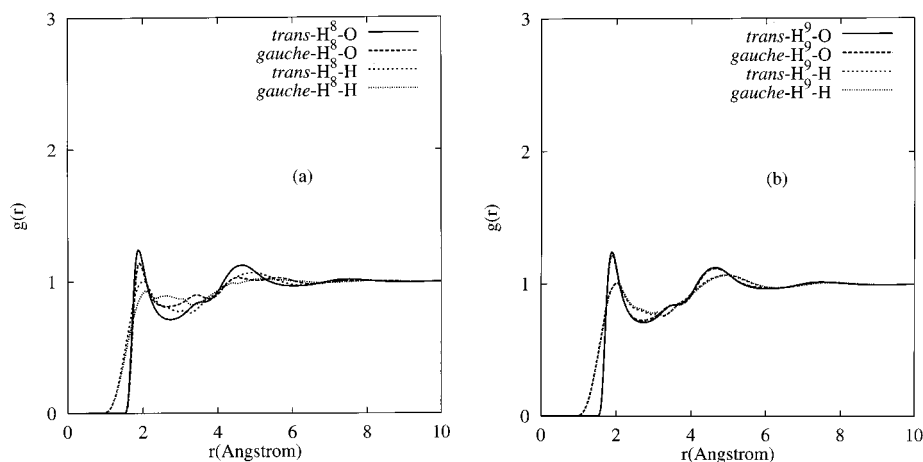 3
trans-H8-O
gauche-H8-O
trans-H8-H
gauche-H8-H
2
(a)
g(r)
1
0
0 2 4 6 8 10
r(Angstrom)
3
trans-H9-O
gauche-H9-O
trans-H9-H
gauche-H9-H
2
(b)
g(r)
1
0
0 2 4 6 8 10
r(Angstrom)